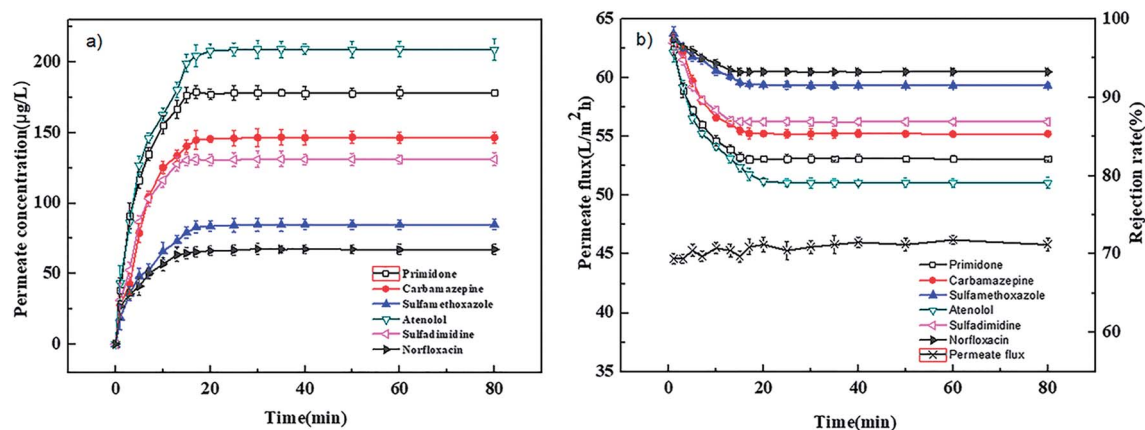 a)
Permeate concentration(μg/L)
200
150
100
50
0
Primidone
Carbamazepine
Sulfamethoxazole
Atenolol
Sulfadimidine
Norfloxacin
0
20
40
60
80
Time(min)
b)
Permeate flux(L/m²h)
65
60
55
50
45
40
35
Primidone
Carbamazepine
Sulfamethoxazole
Atenolol
Sulfadimidine
Norfloxacin
Permeate flux
0
20
40
60
80
Time(min)
100
90
80
70
60
Rejection rate(%)